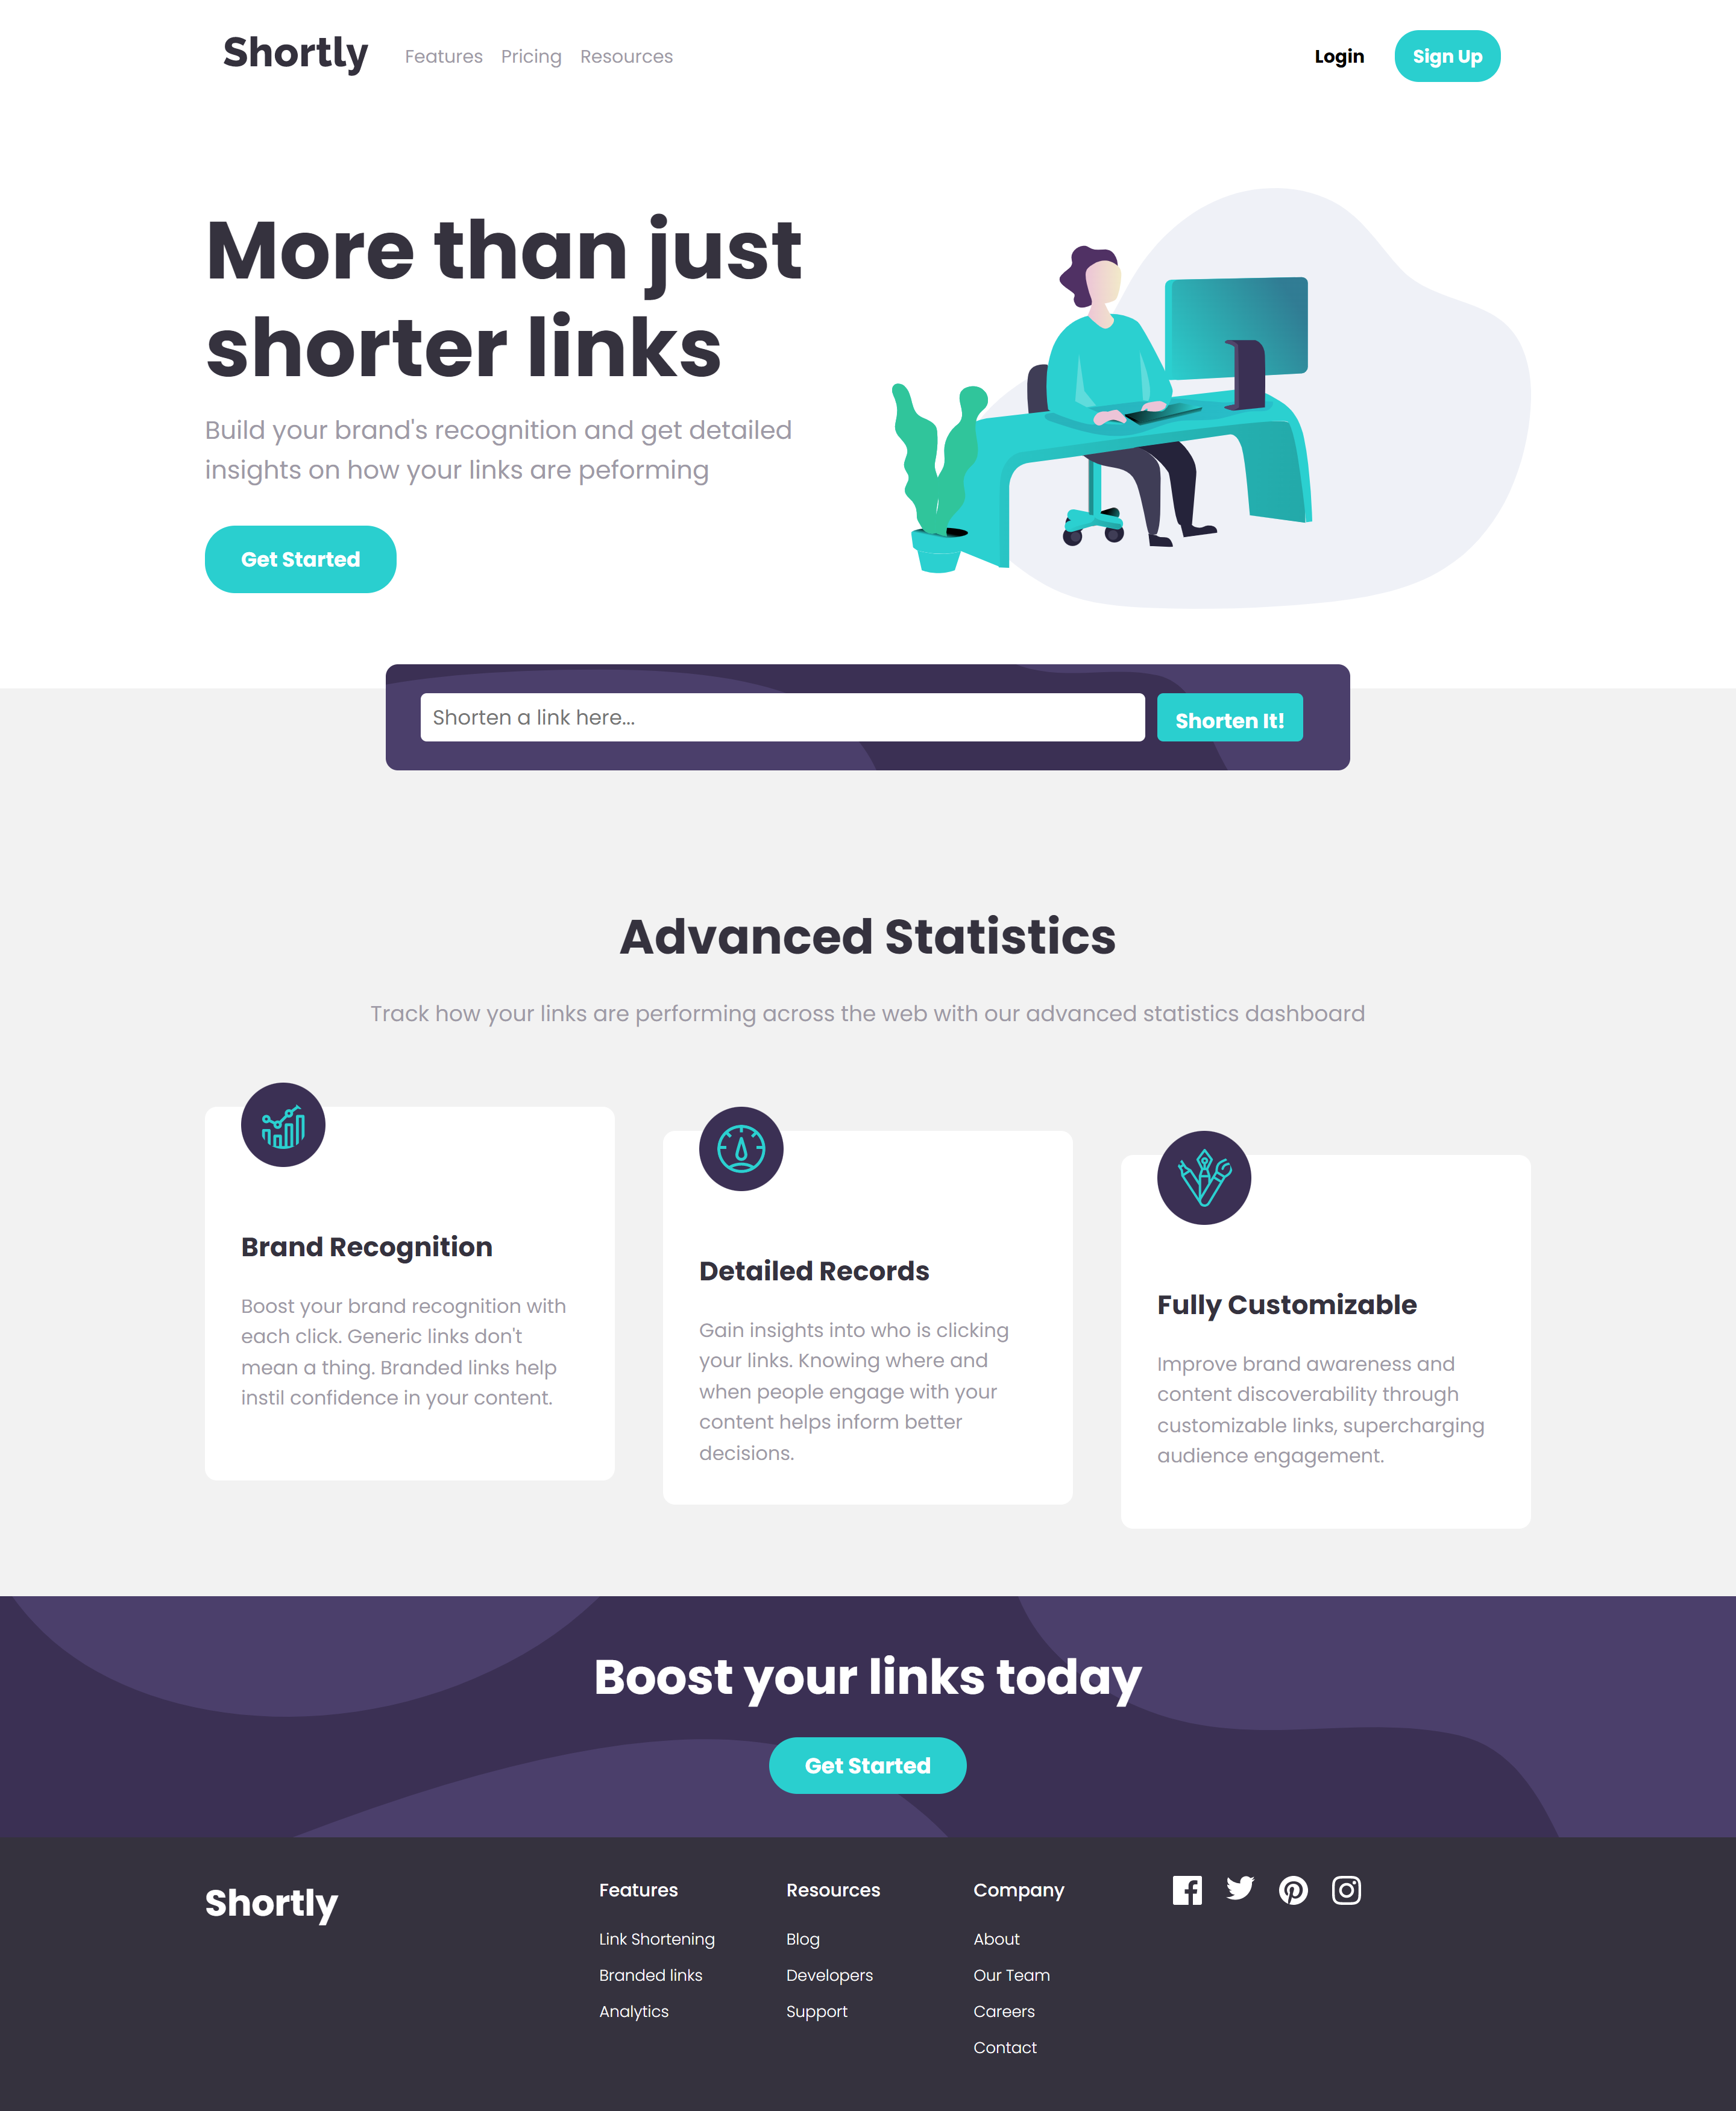 Shortly
Features Pricing Resources
Login
Sign Up
More than just
shorter links
Build your brand's recognition and get detailed
insights on how your links are peforming
Get Started
Shorten a link here...
Shorten It!
Advanced Statistics
Track how your links are performing across the web with our advanced statistics dashboard
Brand Recognition
Boost your brand recognition with
each click. Generic links don't
mean a thing. Branded links help
instil confidence in your content.
Detailed Records
Gain insights into who is clicking
your links. Knowing where and
when people engage with your
content helps inform better
decisions.
Fully Customizable
Improve brand awareness and
content discoverability through
customizable links, supercharging
audience engagement.
Boost your links today
Get Started
Shortly
Features
Link Shortening
Branded links
Analytics
Resources
Blog
Developers
Support
Company
About
Our Team
Careers
Contact